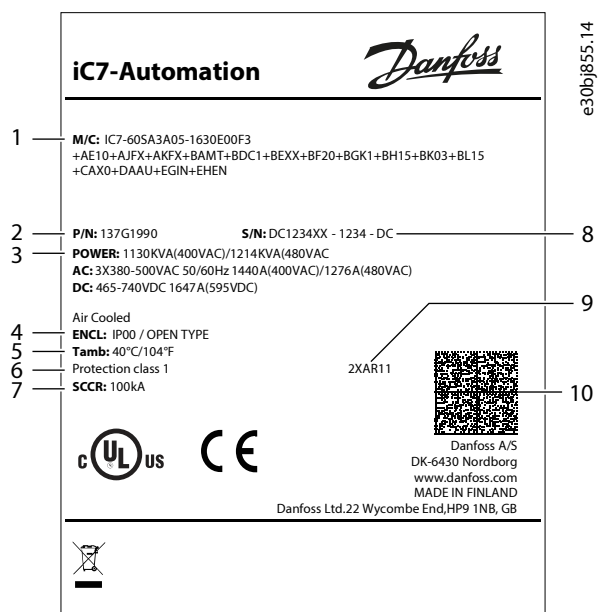 iC7-Automation
Danfoss
e30bj855.14
1
M/C: IC7-60SA3A05-1630E00F3
+AE10+AJFX+AKFX+BAMT+BDC1+BEXX+BF20+BGK1+BH15+BK03+BL15
+CAX0+DAAU+EGIN+EHEN
2
P/N: 137G1990
S/N: DC1234XX - 1234 - DC
8
3
POWER: 1130KVA(400VAC)/1214KVA(480VAC
AC: 3X380-500VAC 50/60Hz 1440A(400VAC)/1276A(480VAC)
DC: 465-740VDC 1647A(595VDC)
9
Air Cooled
4
ENCL: IP00 / OPEN TYPE
5
Tamb: 40°C/104°F
6
Protection class 1
2XAR11
7
SCCR: 100kA
10
C UL US
CE
Danfoss A/S
DK-6430 Nordborg
www.danfoss.com
MADE IN FINLAND
Danfoss Ltd.22 Wycombe End,HP9 1NB, GB